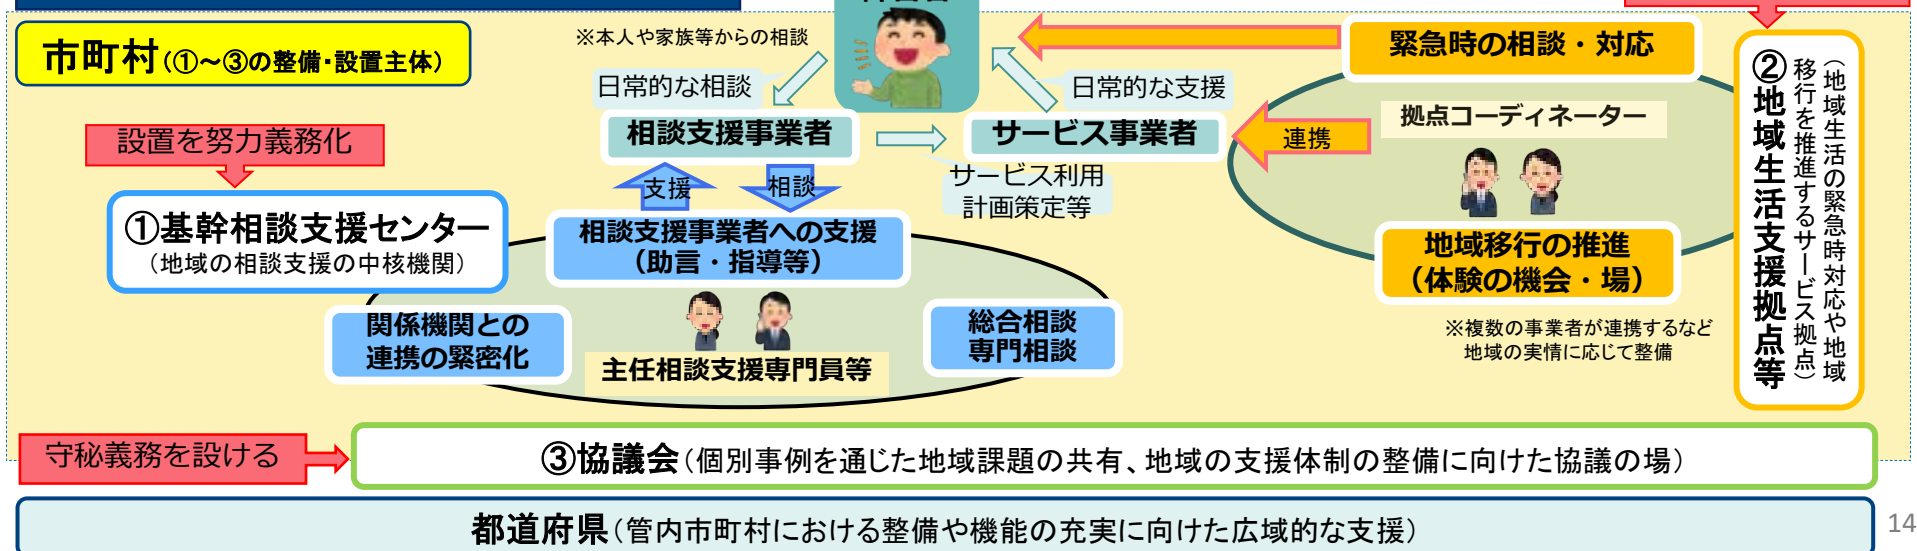 市町村(①~③の整備・設置主体)
※本人や家族等からの相談
日常的な相談
日常的な支援
緊急時の相談・対応
設置を努力義務化
相談支援事業者
サービス事業者
連携
拠点コーディネーター
サービス利用
計画策定等
支援
相談
①基幹相談支援センター
(地域の相談支援の中核機関)
相談支援事業者への支援
(助言・指導等)
関係機関との
連携の緊密化
主任相談支援専門員等
総合相談
専門相談
地域移行の推進
(体験の機会・場)
※複数の事業者が連携するなど
地域の実情に応じて整備
②地域生活支援拠点等
(地域生活の緊急時対応や地域
移行を推進するサービス拠点)
守秘義務を設ける
③協議会(個別事例を通じた地域課題の共有、地域の支援体制の整備に向けた協議の場)
都道府県(管内市町村における整備や機能の充実に向けた広域的な支援)
14